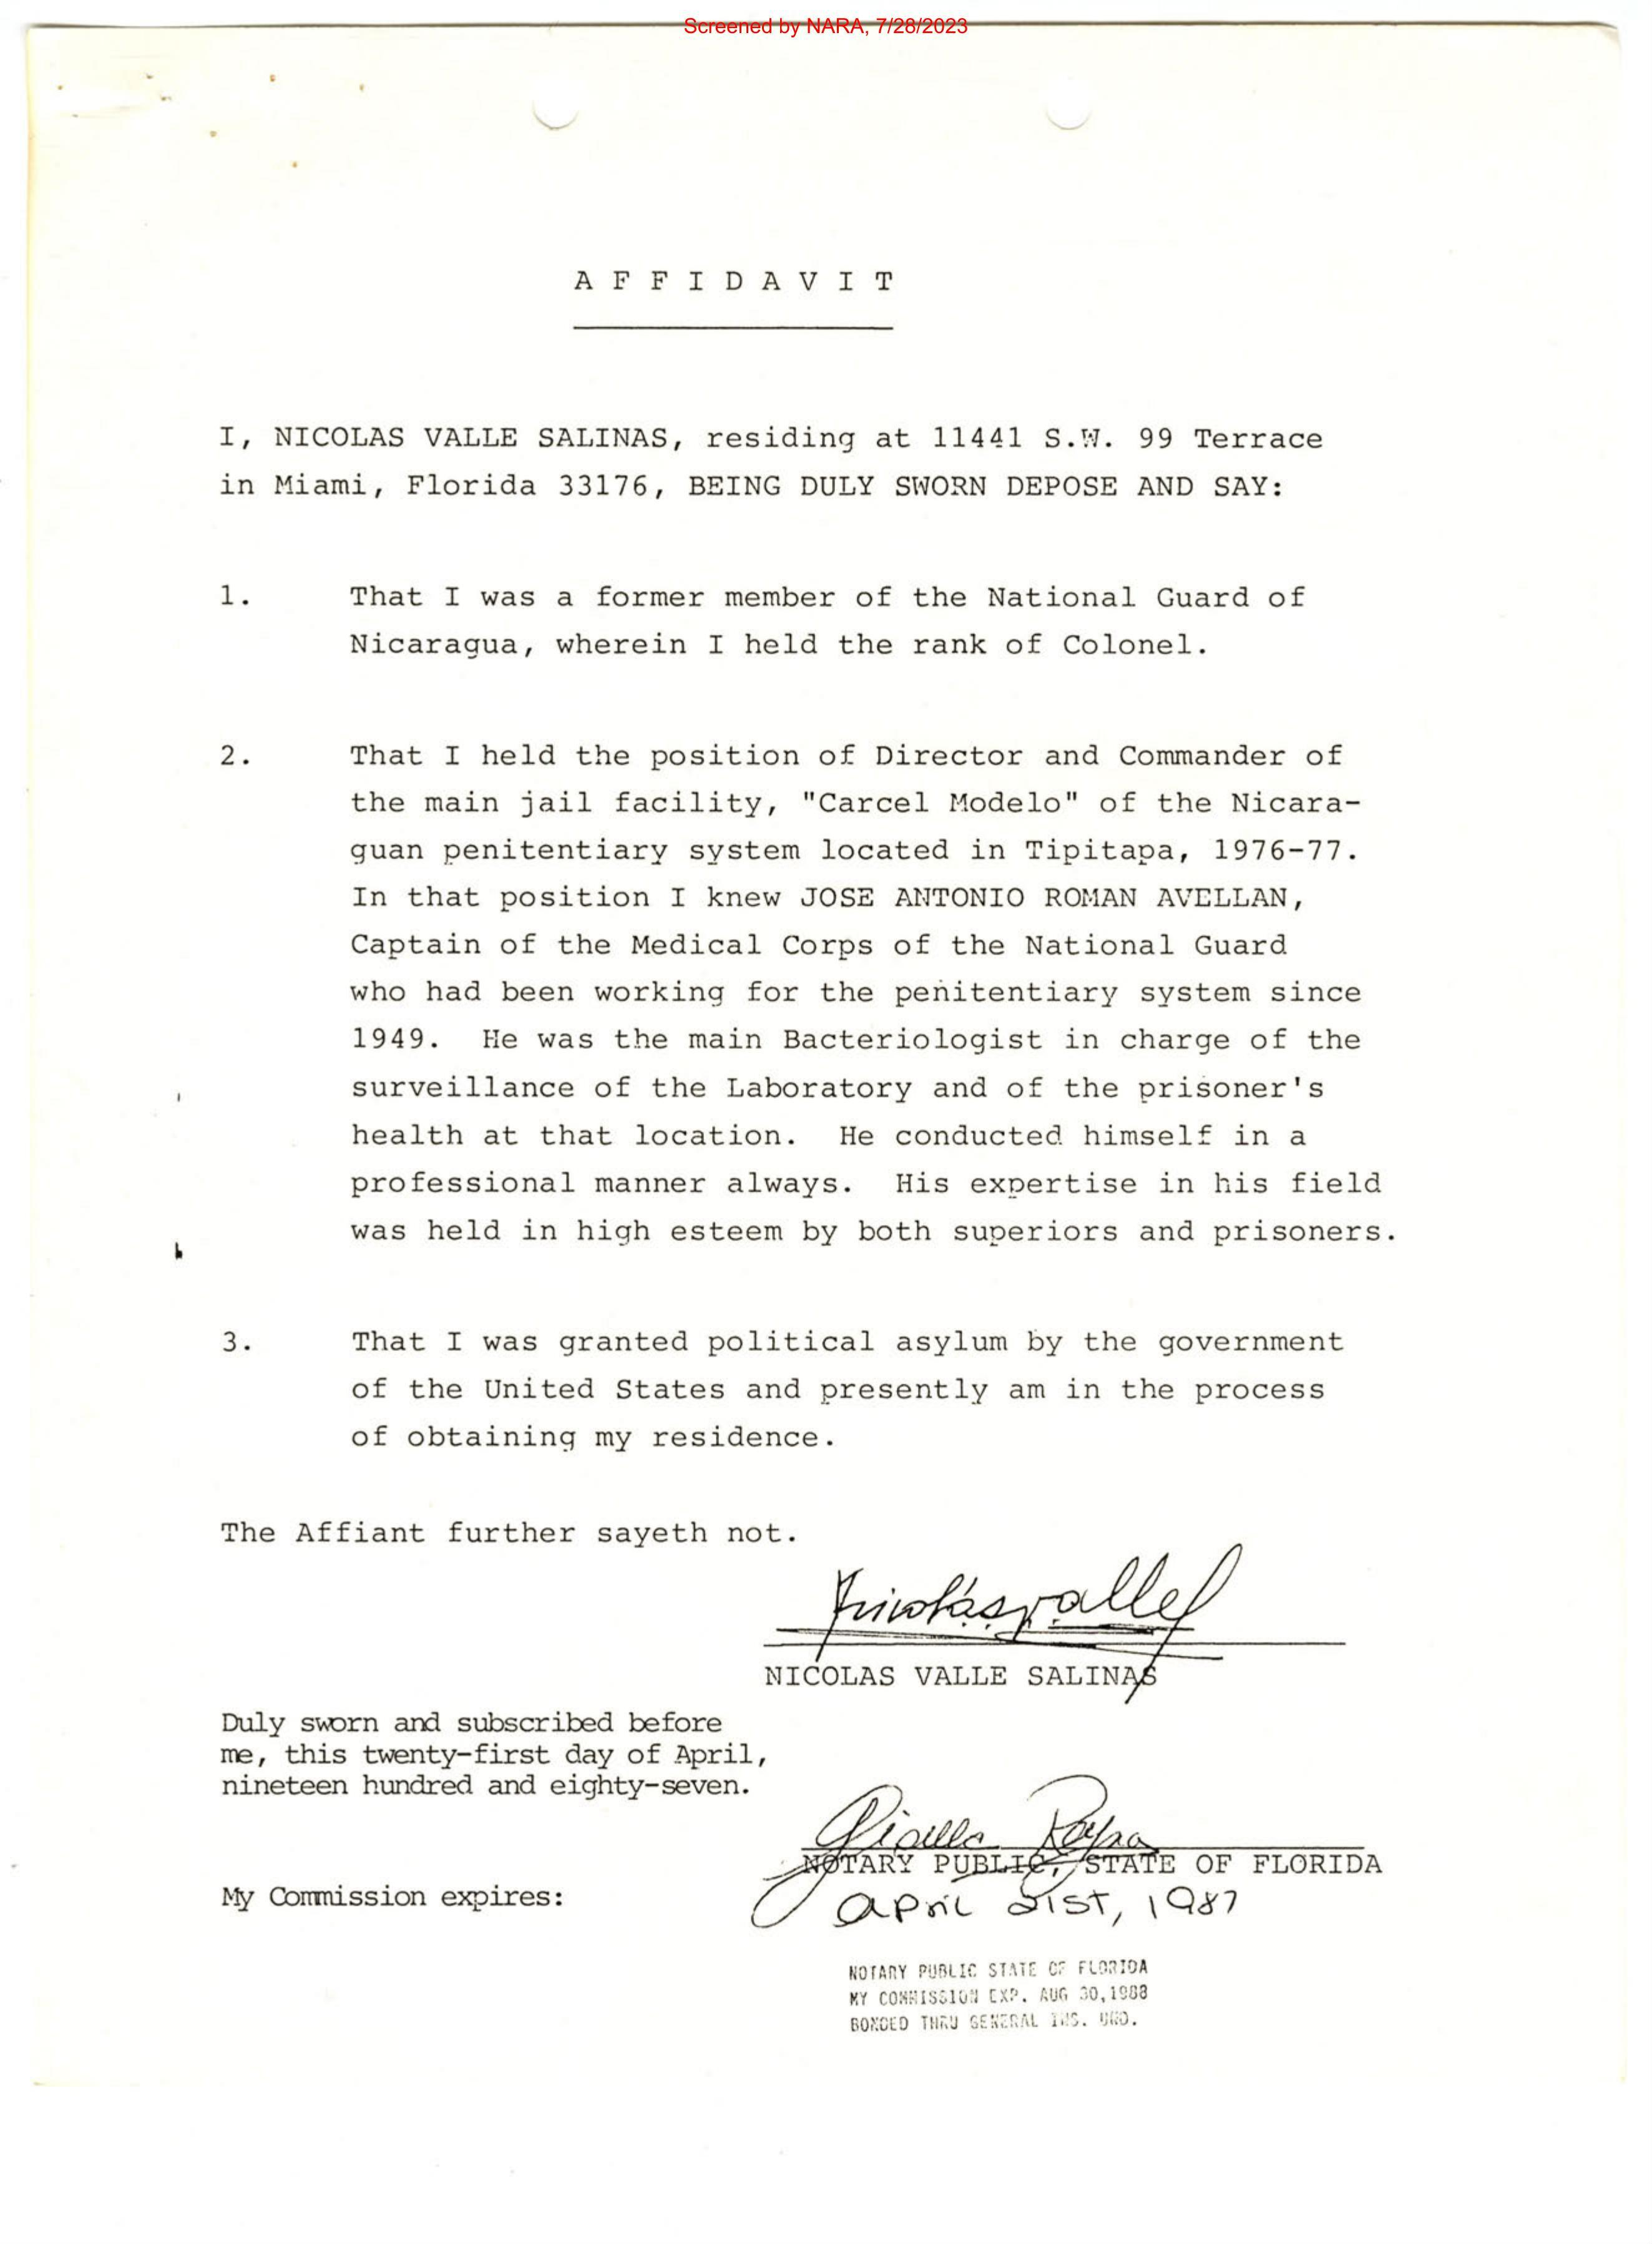 Screened by NARA, 7/28/2023
A F F I D A V I T
I, NICOLAS VALLE SALINAS, residing at 11441 S.W. 99 Terrace
in Miami, Florida 33176, BEING DULY SWORN DEPOSE AND SAY:
1. That I was a former member of the National Guard of
Nicaragua, wherein I held the rank of Colonel.
2. That I held the position of Director and Commander of
the main jail facility, "Carcel Modelo" of the Nicara-
guan penitentiary system located in Tipitapa, 1976-77.
In that position I knew JOSE ANTONIO ROMAN AVELLAN,
Captain of the Medical Corps of the National Guard
who had been working for the penitentiary system since
1949. He was the main Bacteriologist in charge of the
surveillance of the Laboratory and of the prisoner's
health at that location. He conducted himself in a
professional manner always. His expertise in his field
was held in high esteem by both superiors and prisoners.
3. That I was granted political asylum by the government
of the United States and presently am in the process
of obtaining my residence.
The Affiant further sayeth not.
NICOLAS VALLE SALINAS
Duly sworn and subscribed before
me, this twenty-first day of April,
nineteen hundred and eighty-seven.
NOTARY PUBLIC, STATE OF FLORIDA
My Commission expires:
April 21st, 1987
NOTARY PUBLIC STATE OF FLORIDA
MY COMMISSION EXP. AUG 30,1988
BONDED THRU GENERAL INS. UND.